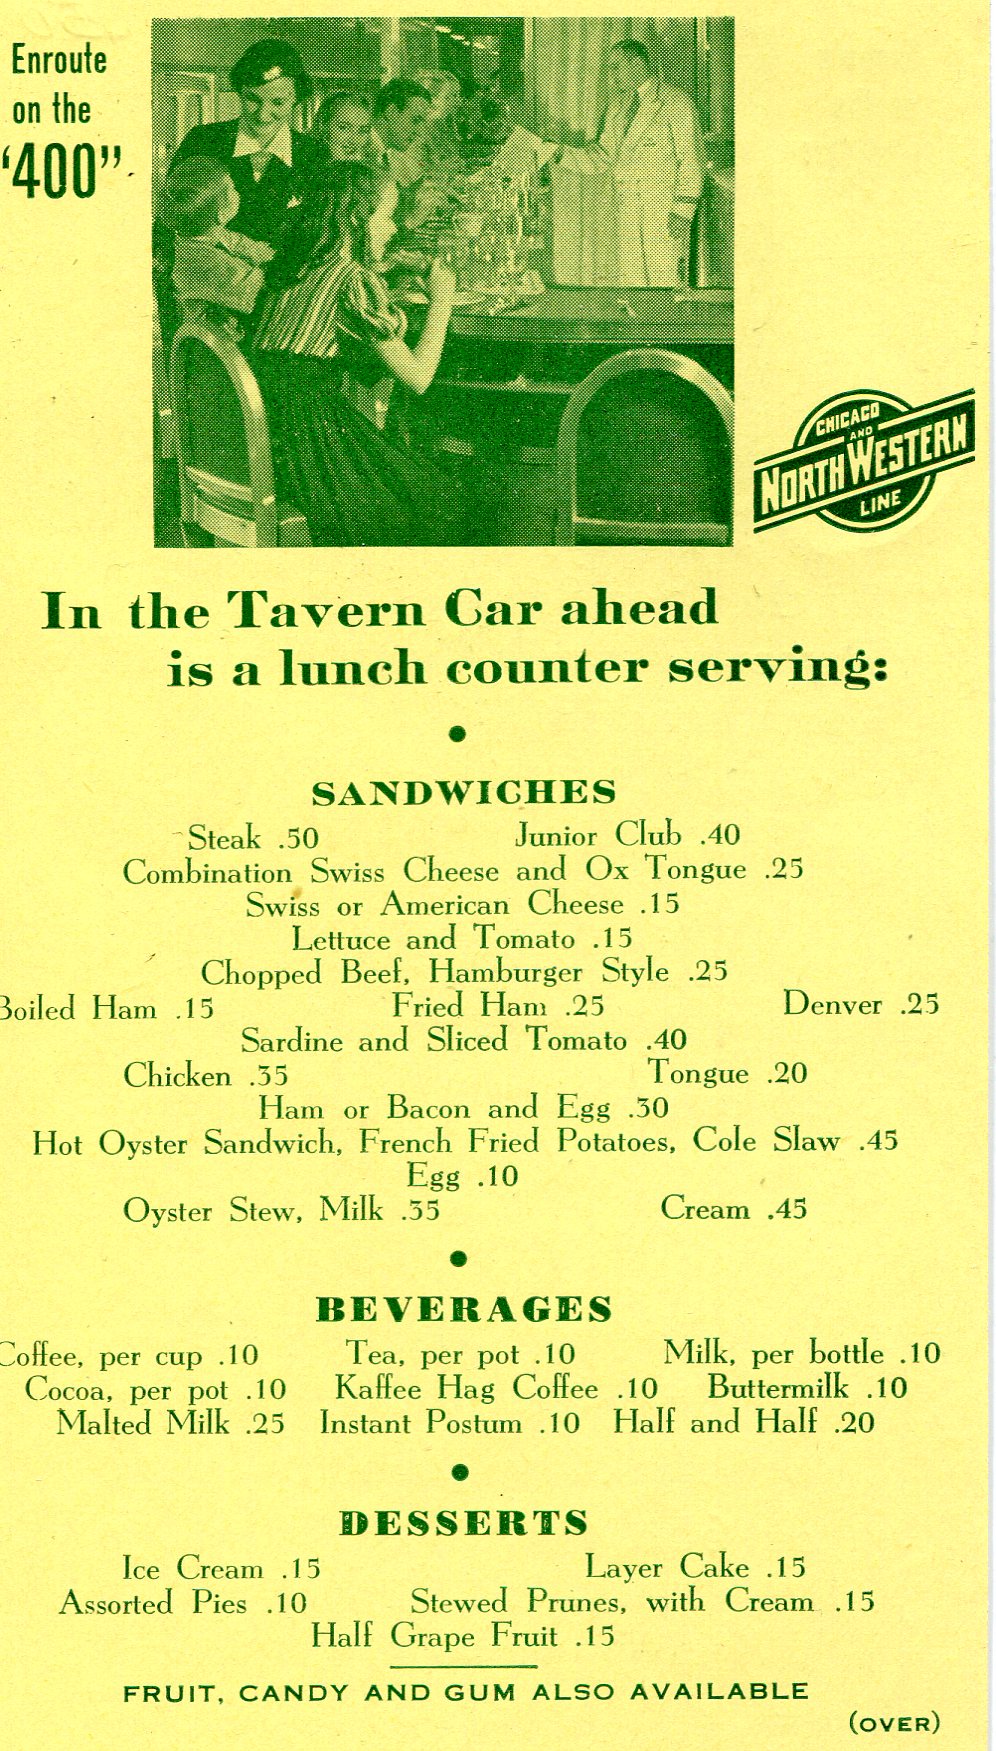 Enroute
on the
‘400”
CHICAGO
AND
NORTH WESTERN
LINE
In the Tavern Car ahead
is a lunch counter serving:
SANDWICHES
Steak .50 Junior Club .40
Combination Swiss Cheese and Ox Tongue .25
Swiss or American Cheese .15
Lettuce and Tomato .15
Chopped Beef, Hamburger Style .25
Boiled Ham .15 Fried Ham .25 Denver .25
Sardine and Sliced Tomato .40
Chicken .35 Tongue .20
Ham or Bacon and Egg .30
Hot Oyster Sandwich, French Fried Potatoes, Cole Slaw .45
Egg .10
Oyster Stew, Milk .35 Cream .45
BEVERAGES
Coffee, per cup .10 Tea, per pot .10 Milk, per bottle .10
Cocoa, per pot .10 Kaffee Hag Coffee .10 Buttermilk .10
Malted Milk .25 Instant Postum .10 Half and Half .20
DESSERTS
Ice Cream .15 Layer Cake .15
Assorted Pies .10 Stewed Prunes, with Cream .15
Half Grape Fruit .15
FRUIT, CANDY AND GUM ALSO AVAILABLE
(OVER)